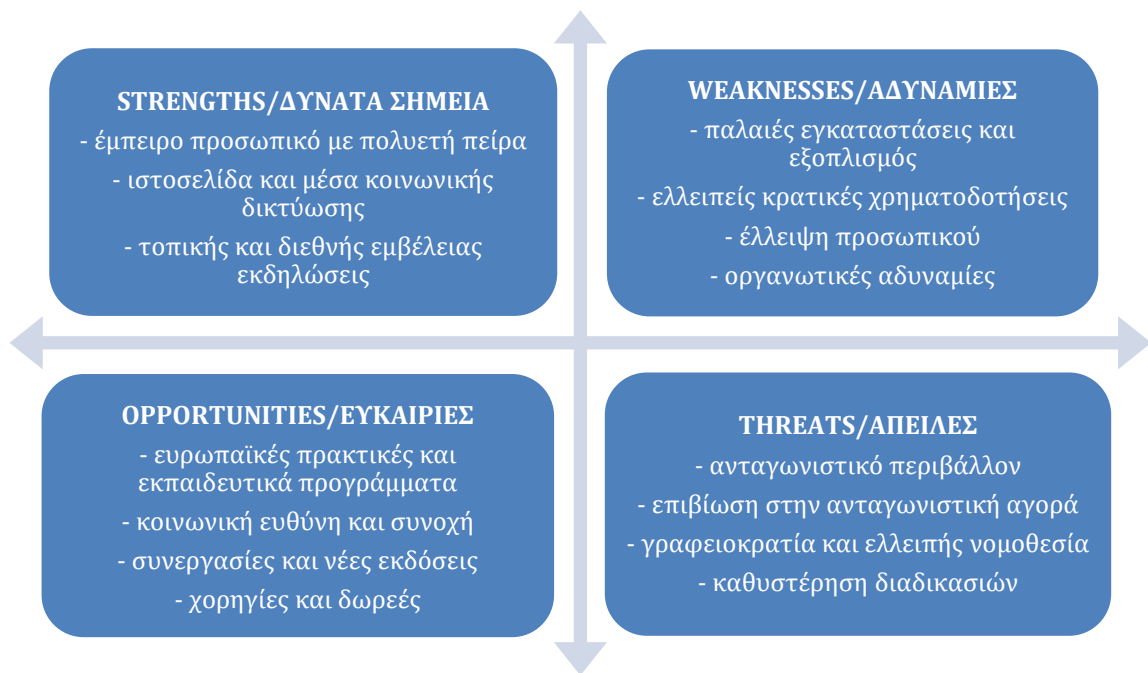 STRENGTHS/ΔΥΝΑΤΑ ΣΗΜΕΙΑ
- έμπειρο προσωπικό με πολυετή πείρα
- ιστοσελίδα και μέσα κοινωνικής
δικτύωσης
- τοπικής και διεθνής εμβέλειας
εκδηλώσεις
WEAKNESSES/ΑΔΥΝΑΜΙΕΣ
- παλαιές εγκαταστάσεις και
εξοπλισμός
- ελλειπείς κρατικές χρηματοδοτήσεις
- έλλειψη προσωπικού
- οργανωτικές αδυναμίες
OPPORTUNITIES/ΕΥΚΑΙΡΙΕΣ
- ευρωπαϊκές πρακτικές και
εκπαιδευτικά προγράμματα
- κοινωνική ευθύνη και συνοχή
- συνεργασίες και νέες εκδόσεις
- χορηγίες και δωρεές
THREATS/ΑΠΕΙΛΕΣ
- ανταγωνιστικό περιβάλλον
- επιβίωση στην ανταγωνιστική αγορά
- γραφειοκρατία και ελλειπής νομοθεσία
- καθυστέρηση διαδικασιών